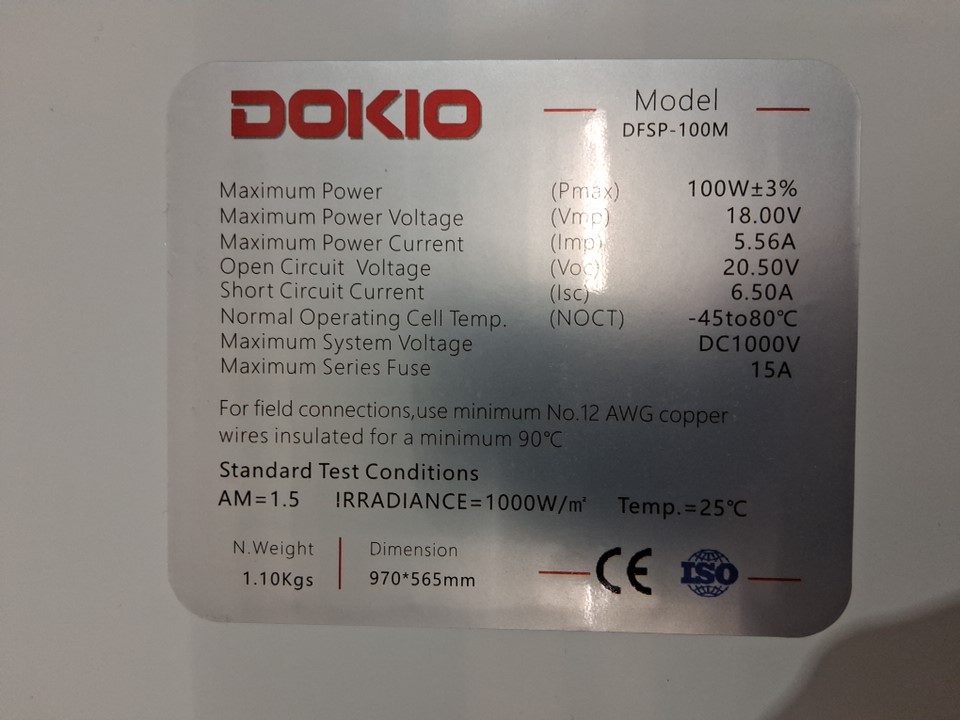 DOKIO
Model
DFSP-100M
Maximum Power (Pmax) 100W±3%
Maximum Power Voltage (Vmp) 18.00V
Maximum Power Current (Imp) 5.56A
Open Circuit Voltage (Voc) 20.50V
Short Circuit Current (Isc) 6.50A
Normal Operating Cell Temp. (NOCT) -45to80℃
Maximum System Voltage DC1000V
Maximum Series Fuse 15A
For field connections,use minimum No.12 AWG copper
wires insulated for a minimum 90℃
Standard Test Conditions
AM=1.5 IRRADIANCE=1000W/㎡ Temp.=25℃
N.Weight Dimension
1.10Kgs 970*565mm
CE ISO